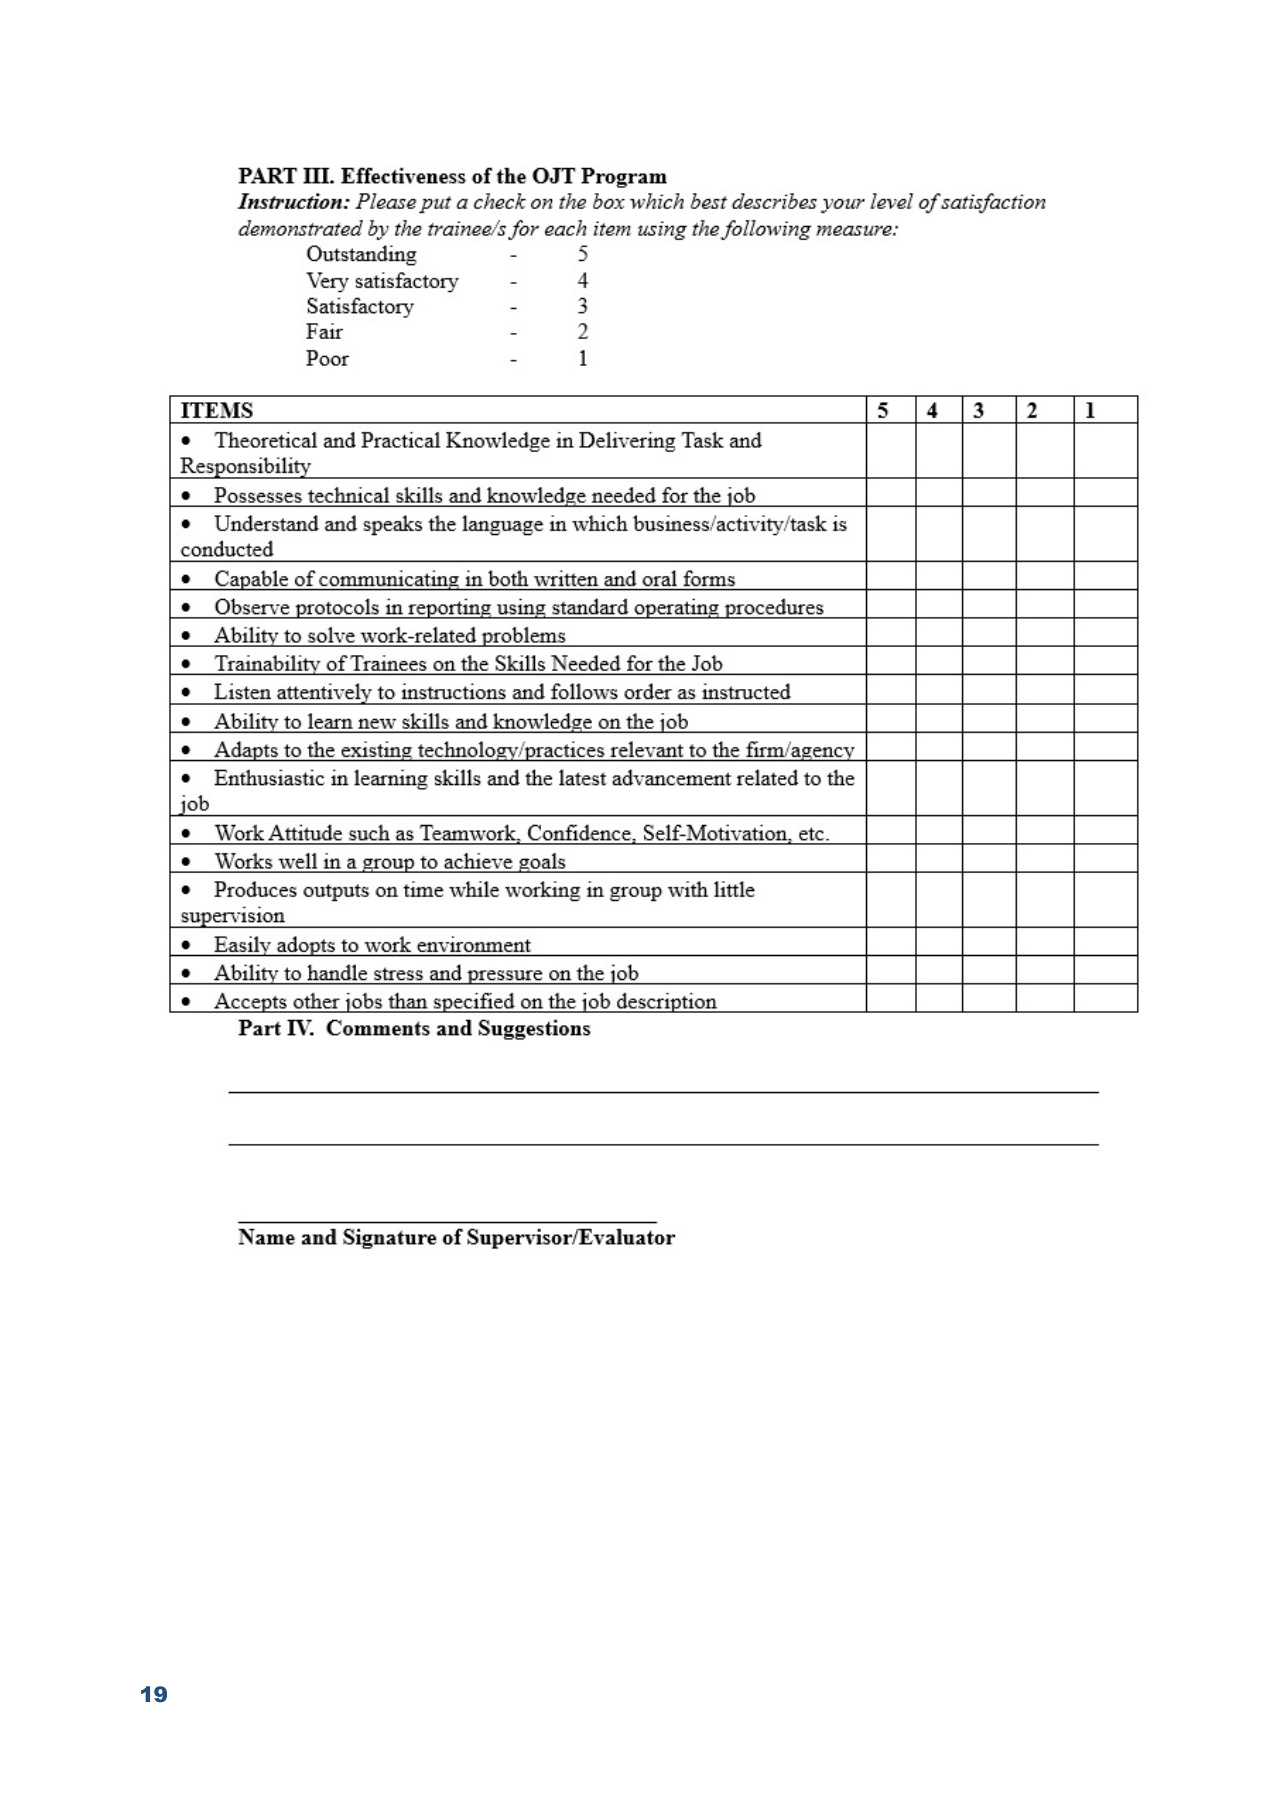 PART III. Effectiveness of the OJT Program
Instruction: Please put a check on the box which best describes your level of satisfaction
demonstrated by the trainee/s for each item using the following measure:
Outstanding - 5
Very satisfactory - 4
Satisfactory - 3
Fair - 2
Poor - 1
ITEMS 5 4 3 2 1
• Theoretical and Practical Knowledge in Delivering Task and
Responsibility
• Possesses technical skills and knowledge needed for the job
• Understand and speaks the language in which business/activity/task is
conducted
• Capable of communicating in both written and oral forms
• Observe protocols in reporting using standard operating procedures
• Ability to solve work-related problems
• Trainability of Trainees on the Skills Needed for the Job
• Listen attentively to instructions and follows order as instructed
• Ability to learn new skills and knowledge on the job
• Adapts to the existing technology/practices relevant to the firm/agency
• Enthusiastic in learning skills and the latest advancement related to the
job
• Work Attitude such as Teamwork, Confidence, Self-Motivation, etc.
• Works well in a group to achieve goals
• Produces outputs on time while working in group with little
supervision
• Easily adopts to work environment
• Ability to handle stress and pressure on the job
• Accepts other jobs than specified on the job description
Part IV. Comments and Suggestions
Name and Signature of Supervisor/Evaluator
19